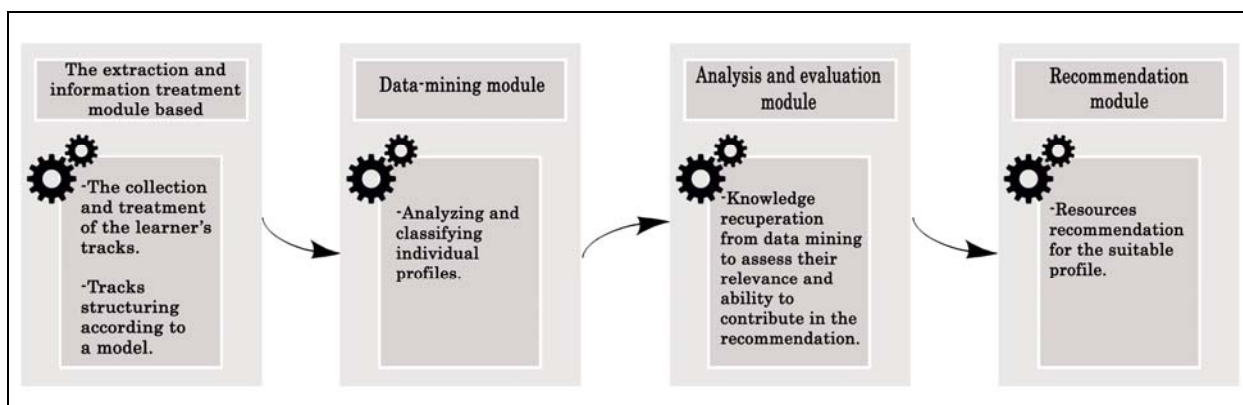 The extraction and
information treatment
module based
-The collection
and treatment
of the learner's
tracks.
-Tracks
structuring
according to
a model.
Data-mining module
-Analyzing and
classifying
individual
profiles.
Analysis and evaluation
module
-Knowledge
recuperation
from data mining
to assess their
relevance and
ability to
contribute in the
recommendation.
Recommendation
module
-Resources
recommendation
for the suitable
profile.